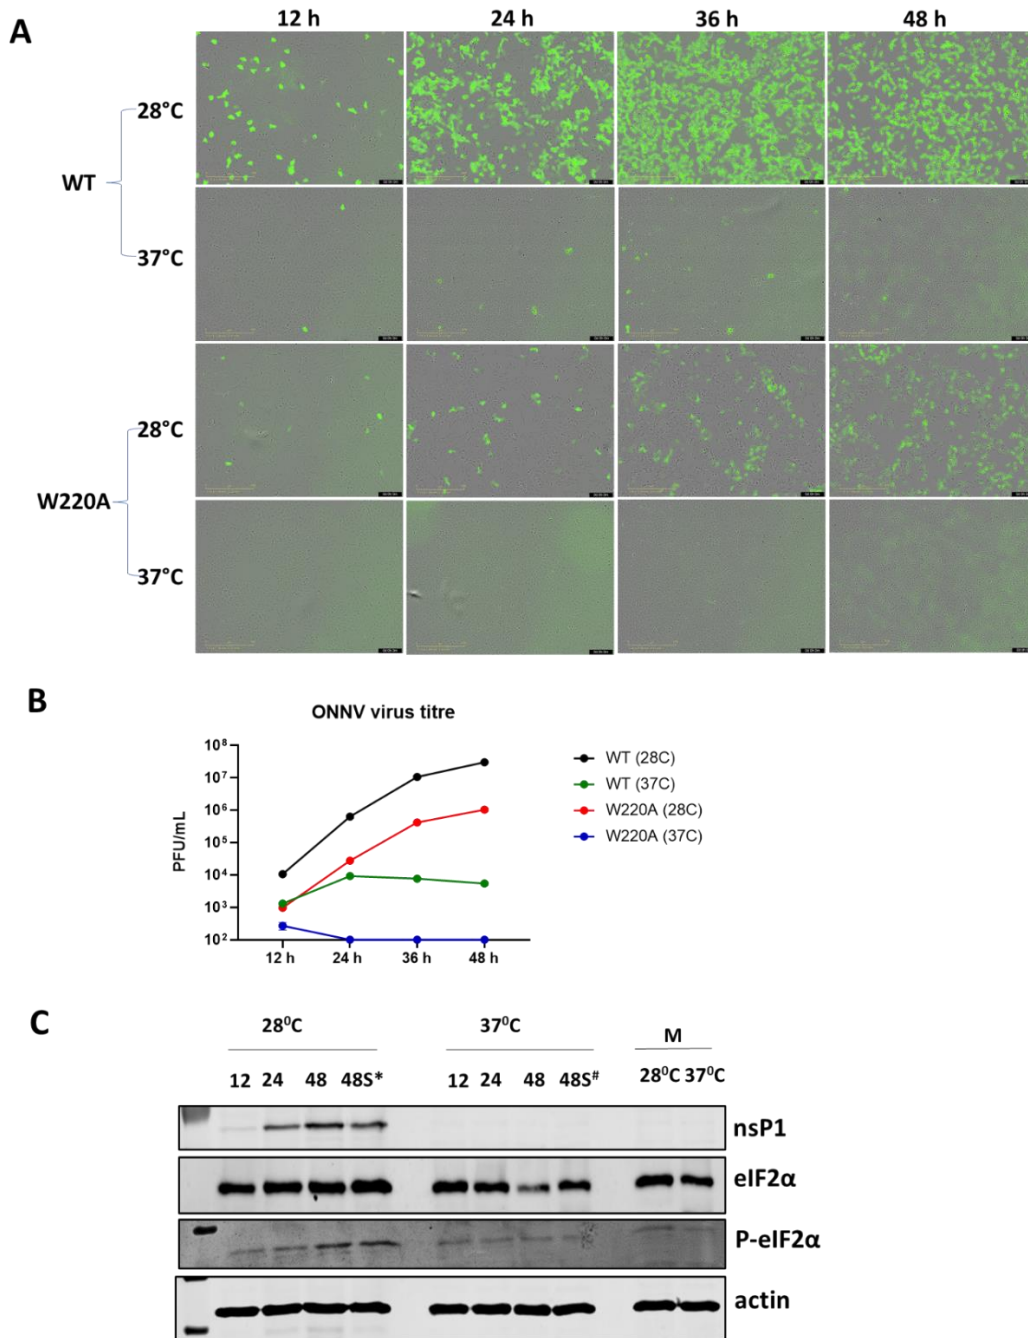 A
12 h 24 h 36 h 48 h
28°C
WT
37°C
28°C
W220A
37°C
B
ONNV virus titre
PFU/mL
10⁸
10⁷
10⁶
10⁵
10⁴
10³
10²
12 h 24 h 36 h 48 h
WT (28C)
WT (37C)
W220A (28C)
W220A (37C)
C
28⁰C 37⁰C M
12 24 48 48S* 12 24 48 48S# 28⁰C 37⁰C
nsP1
eIF2α
P-eIF2α
actin